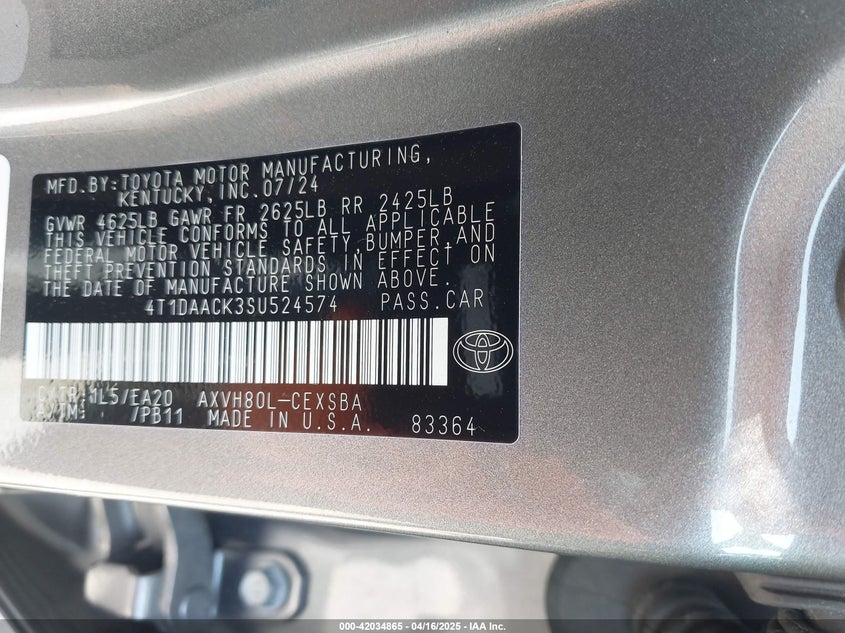 MFD.BY:TOYOTA MOTOR MANUFACTURING,
KENTUCKY,INC.07/24
GVWR 4625LB GAWR FR 2625LB RR 2425LB
THIS VEHICLE CONFORMS TO ALL APPLICABLE
FEDERAL MOTOR VEHICLE SAFETY,BUMPER,AND
THEFT PREVENTION STANDARDS IN EFFECT ON
THE DATE OF MANUFACTURE SHOWN ABOVE.
4T1DAACK3SU524574 PASS.CAR
1L5/EA20 AXVH80L-CEXSBA
/PB11 MADE IN U.S.A. 83364
000-42034865 - 04/16/2025 - IAA Inc.